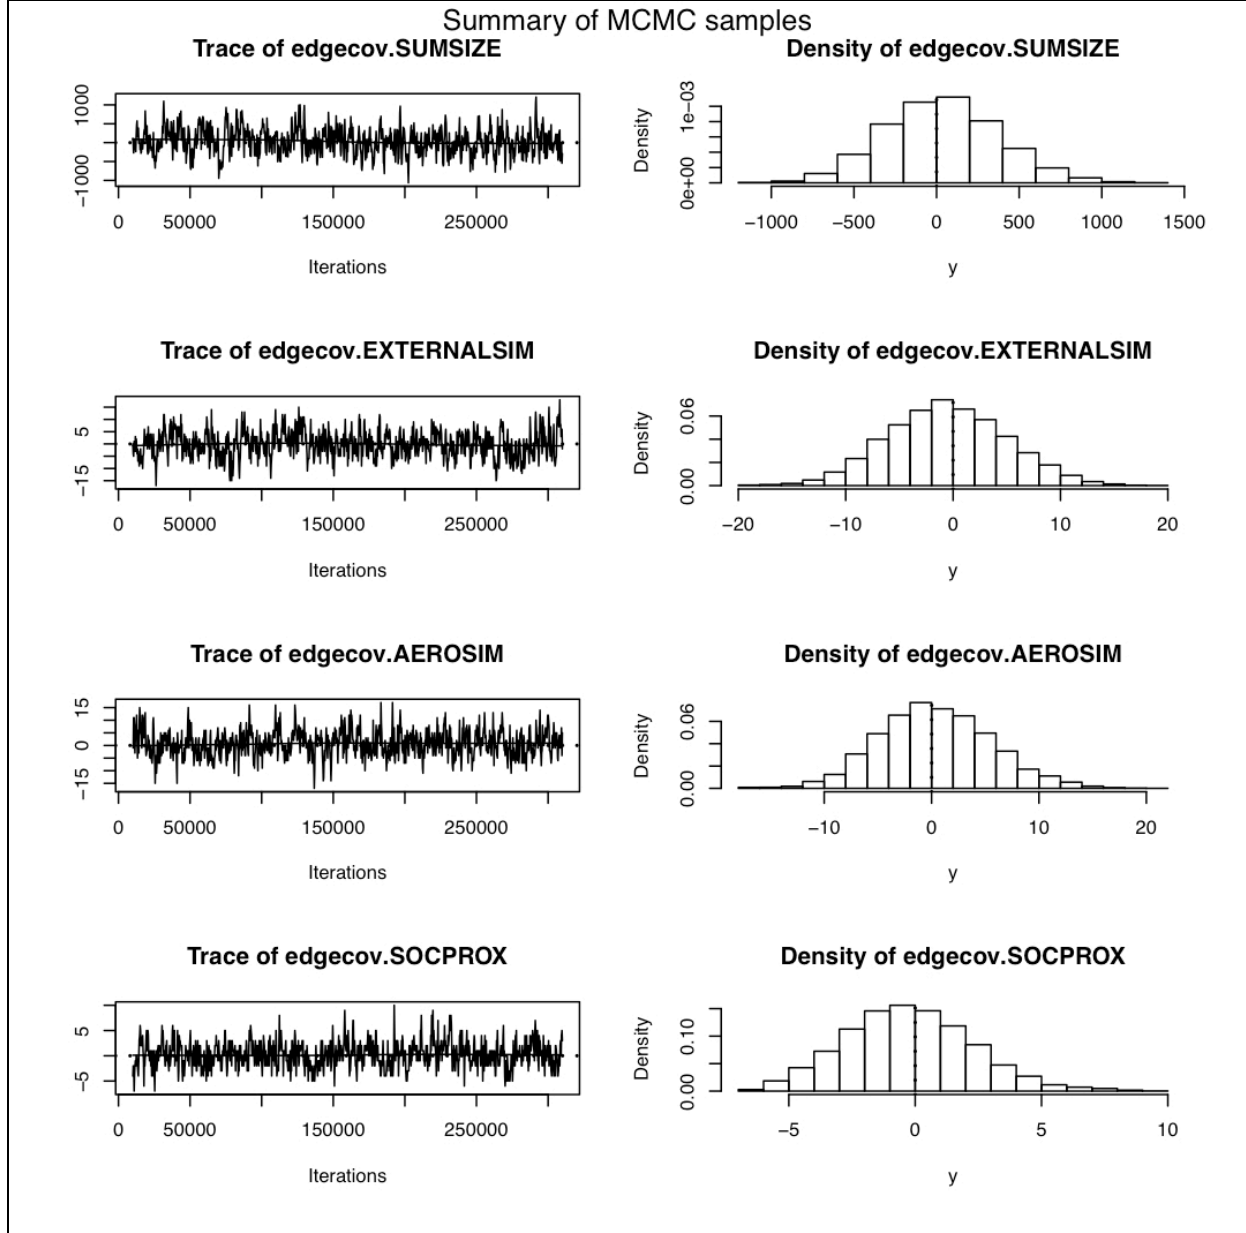 Summary of MCMC samples
Trace of edgecov.SUMSIZE
1000
−1000
0 50000 150000 250000
Iterations
Density of edgecov.SUMSIZE
Density
1e−03
0e+00
−1000 −500 0 500 1000 1500
y
Trace of edgecov.EXTERNALSIM
5
−15
0 50000 150000 250000
Iterations
Density of edgecov.EXTERNALSIM
Density
0.06
0.00
−20 −10 0 10 20
y
Trace of edgecov.AEROSIM
15
0
−15
0 50000 150000 250000
Iterations
Density of edgecov.AEROSIM
Density
0.06
0.00
−10 0 10 20
y
Trace of edgecov.SOCPROX
5
−5
0 50000 150000 250000
Iterations
Density of edgecov.SOCPROX
Density
0.10
0.00
−5 0 5 10
y